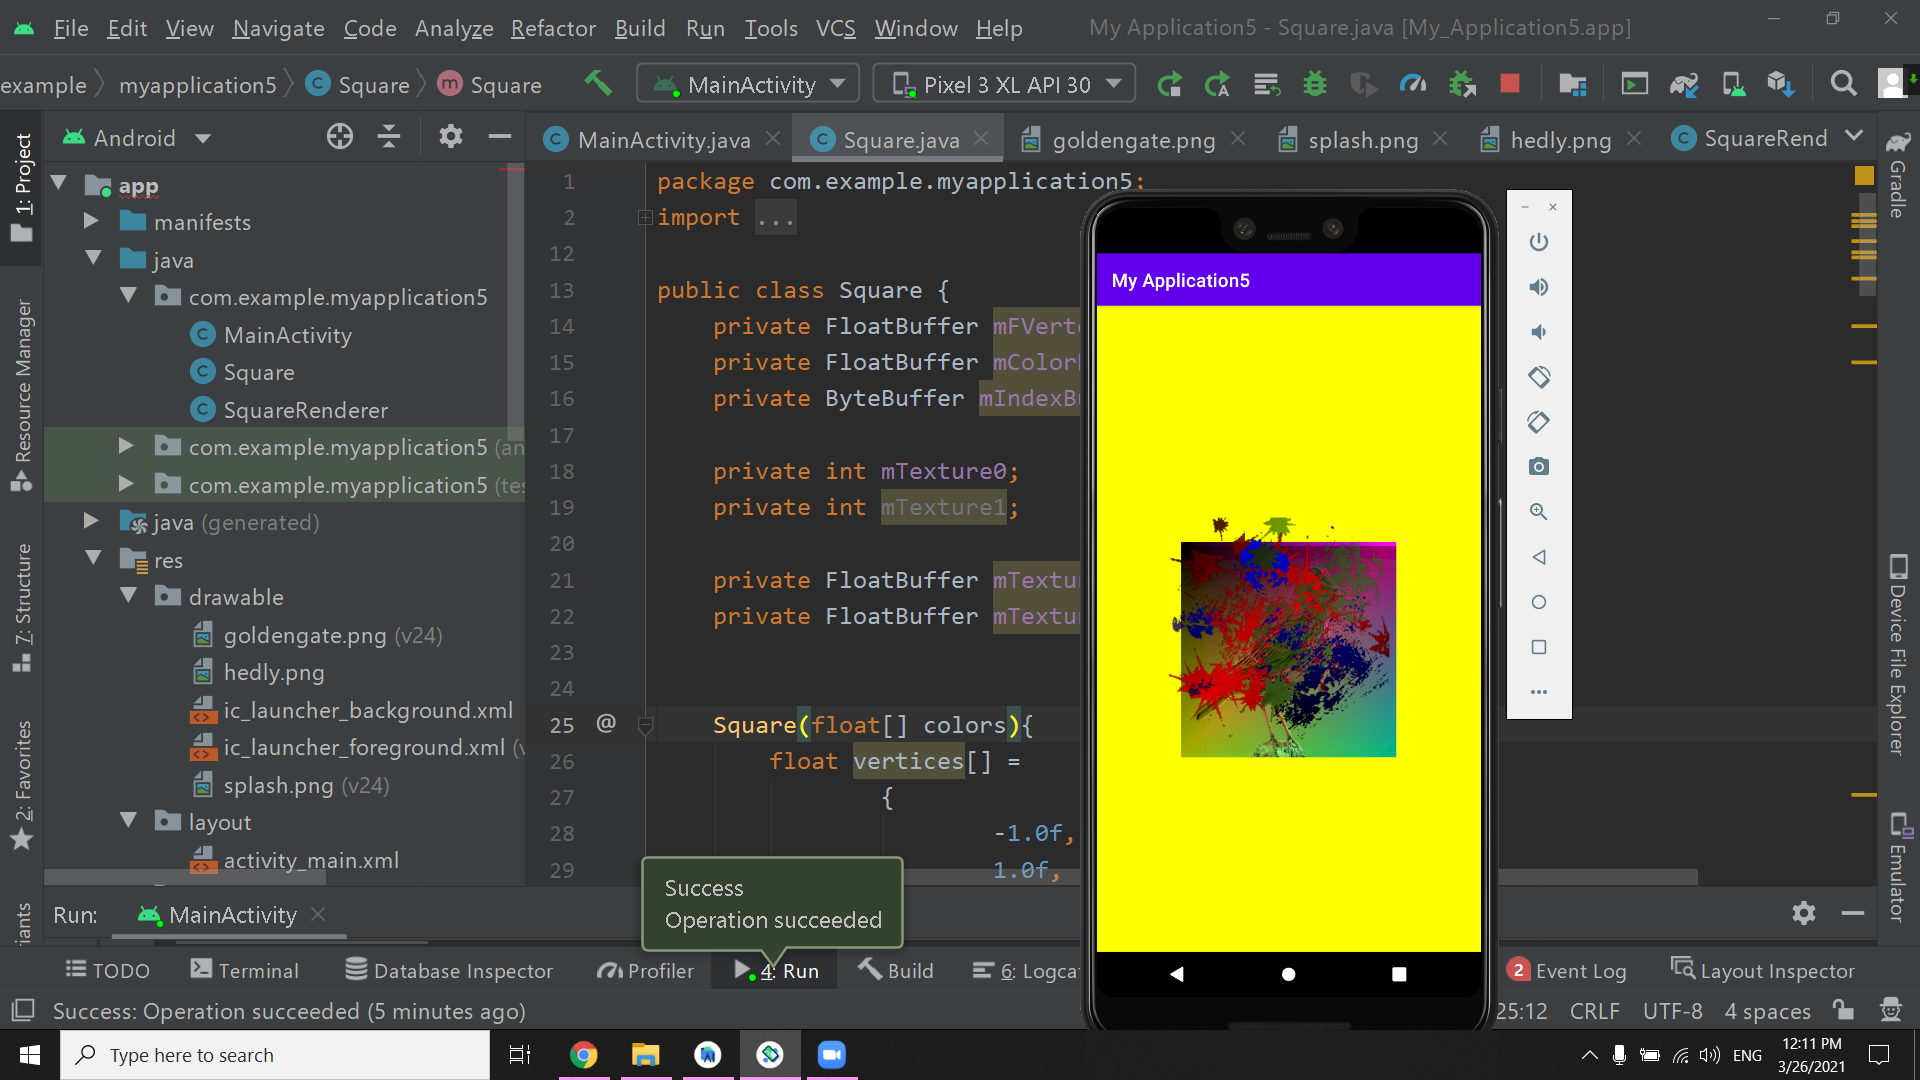 File Edit View Navigate Code Analyze Refactor Build Run Tools VCS Window Help My Application5 - Square.java [My_Application5.app]
example myapplication5 Square Square MainActivity Pixel 3 XL API 30
Android MainActivity.java Square.java goldengate.png splash.png hedly.png SquareRend
1: Project
Resource Manager
7: Structure
2: Favorites
iants
app
manifests
java
com.example.myapplication5
MainActivity
Square
SquareRenderer
com.example.myapplication5 (an
com.example.myapplication5 (tes
java (generated)
res
drawable
goldengate.png (v24)
hedly.png
ic_launcher_background.xml
ic_launcher_foreground.xml (v
splash.png (v24)
layout
activity_main.xml
1 package com.example.myapplication5;
2 import ...
12
13 public class Square {
14 private FloatBuffer mFVerte
15 private FloatBuffer mColor
16 private ByteBuffer mIndexB
17
18 private int mTexture0;
19 private int mTexture1;
20
21 private FloatBuffer mTextu
22 private FloatBuffer mTextu
23
24
25 @ Square(float[] colors){
26 float vertices[] =
27 {
28 -1.0f,
29 1.0f,
My Application5
Gradle
Device File Explorer
Emulator
Success
Operation succeeded
Run: MainActivity
TODO Terminal Database Inspector Profiler 4: Run Build 6: Logca 2 Event Log Layout Inspector
Success: Operation succeeded (5 minutes ago) 25:12 CRLF UTF-8 4 spaces
Type here to search ENG 12:11 PM
3/26/2021